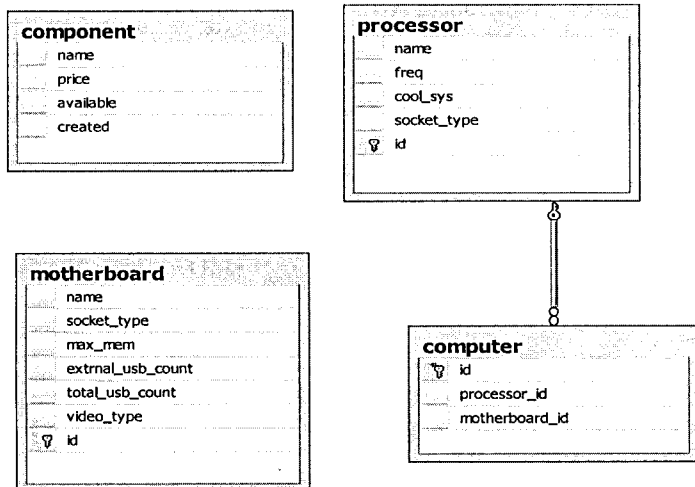 component
name
price
available
created
processor
name
freq
cool_sys
socket_type
id
motherboard
name
socket_type
max_mem
extrnal_usb_count
total_usb_count
video_type
id
computer
id
processor_id
motherboard_id